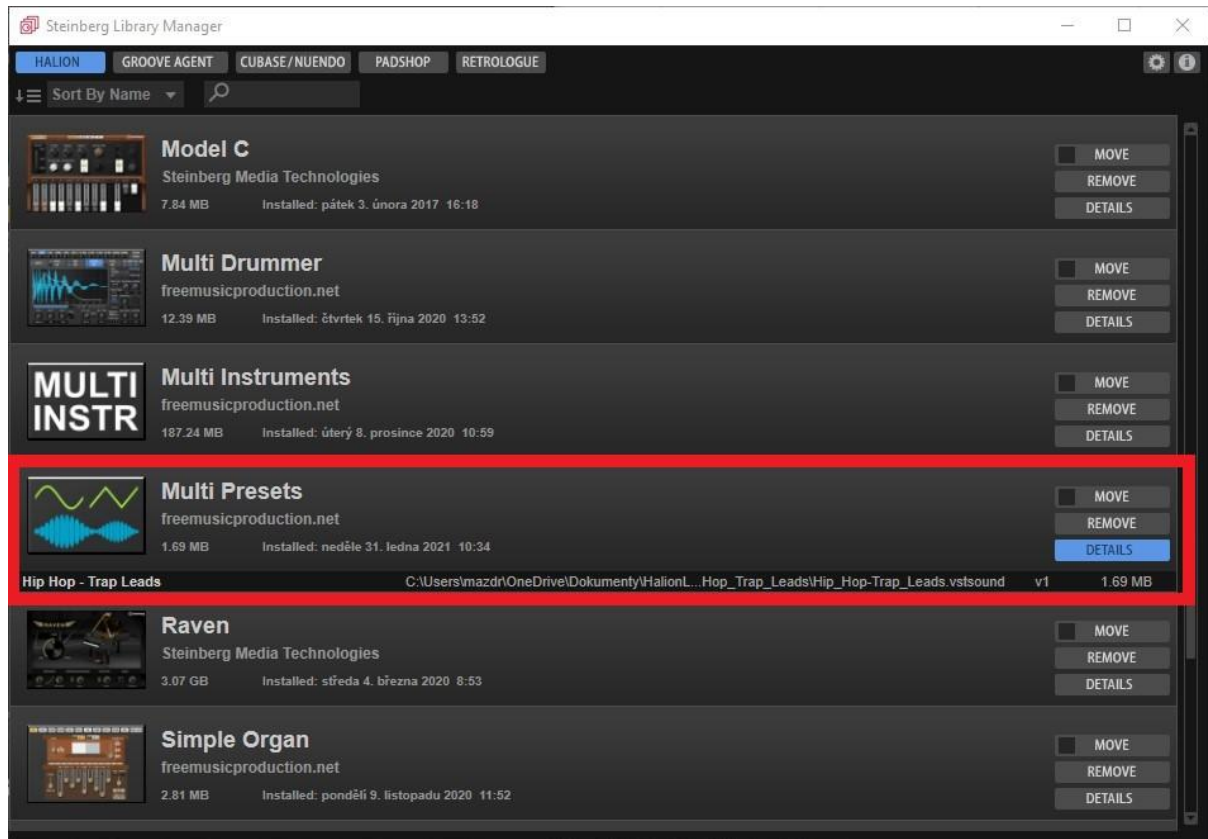 Steinberg Library Manager
HALION GROOVE AGENT CUBASE/NUENDO PADSHOP RETROLOGUE
Sort By Name
Model C
Steinberg Media Technologies
7.84 MB Installed: pátek 3. února 2017 16:18
MOVE
REMOVE
DETAILS
Multi Drummer
freemusicproduction.net
12.39 MB Installed: čtvrtek 15. října 2020 13:52
MOVE
REMOVE
DETAILS
MULTI
INSTR
Multi Instruments
freemusicproduction.net
187.24 MB Installed: úterý 8. prosince 2020 10:59
MOVE
REMOVE
DETAILS
Multi Presets
freemusicproduction.net
1.69 MB Installed: neděle 31. ledna 2021 10:34
MOVE
REMOVE
DETAILS
Hip Hop - Trap Leads C:\Users\mazdr\OneDrive\Dokumenty\HalionL...Hop_Trap_Leads\Hip_Hop-Trap_Leads.vstsound v1 1.69 MB
Raven
Steinberg Media Technologies
3.07 GB Installed: středa 4. března 2020 8:53
MOVE
REMOVE
DETAILS
Simple Organ
freemusicproduction.net
2.81 MB Installed: pondělí 9. listopadu 2020 11:52
MOVE
REMOVE
DETAILS